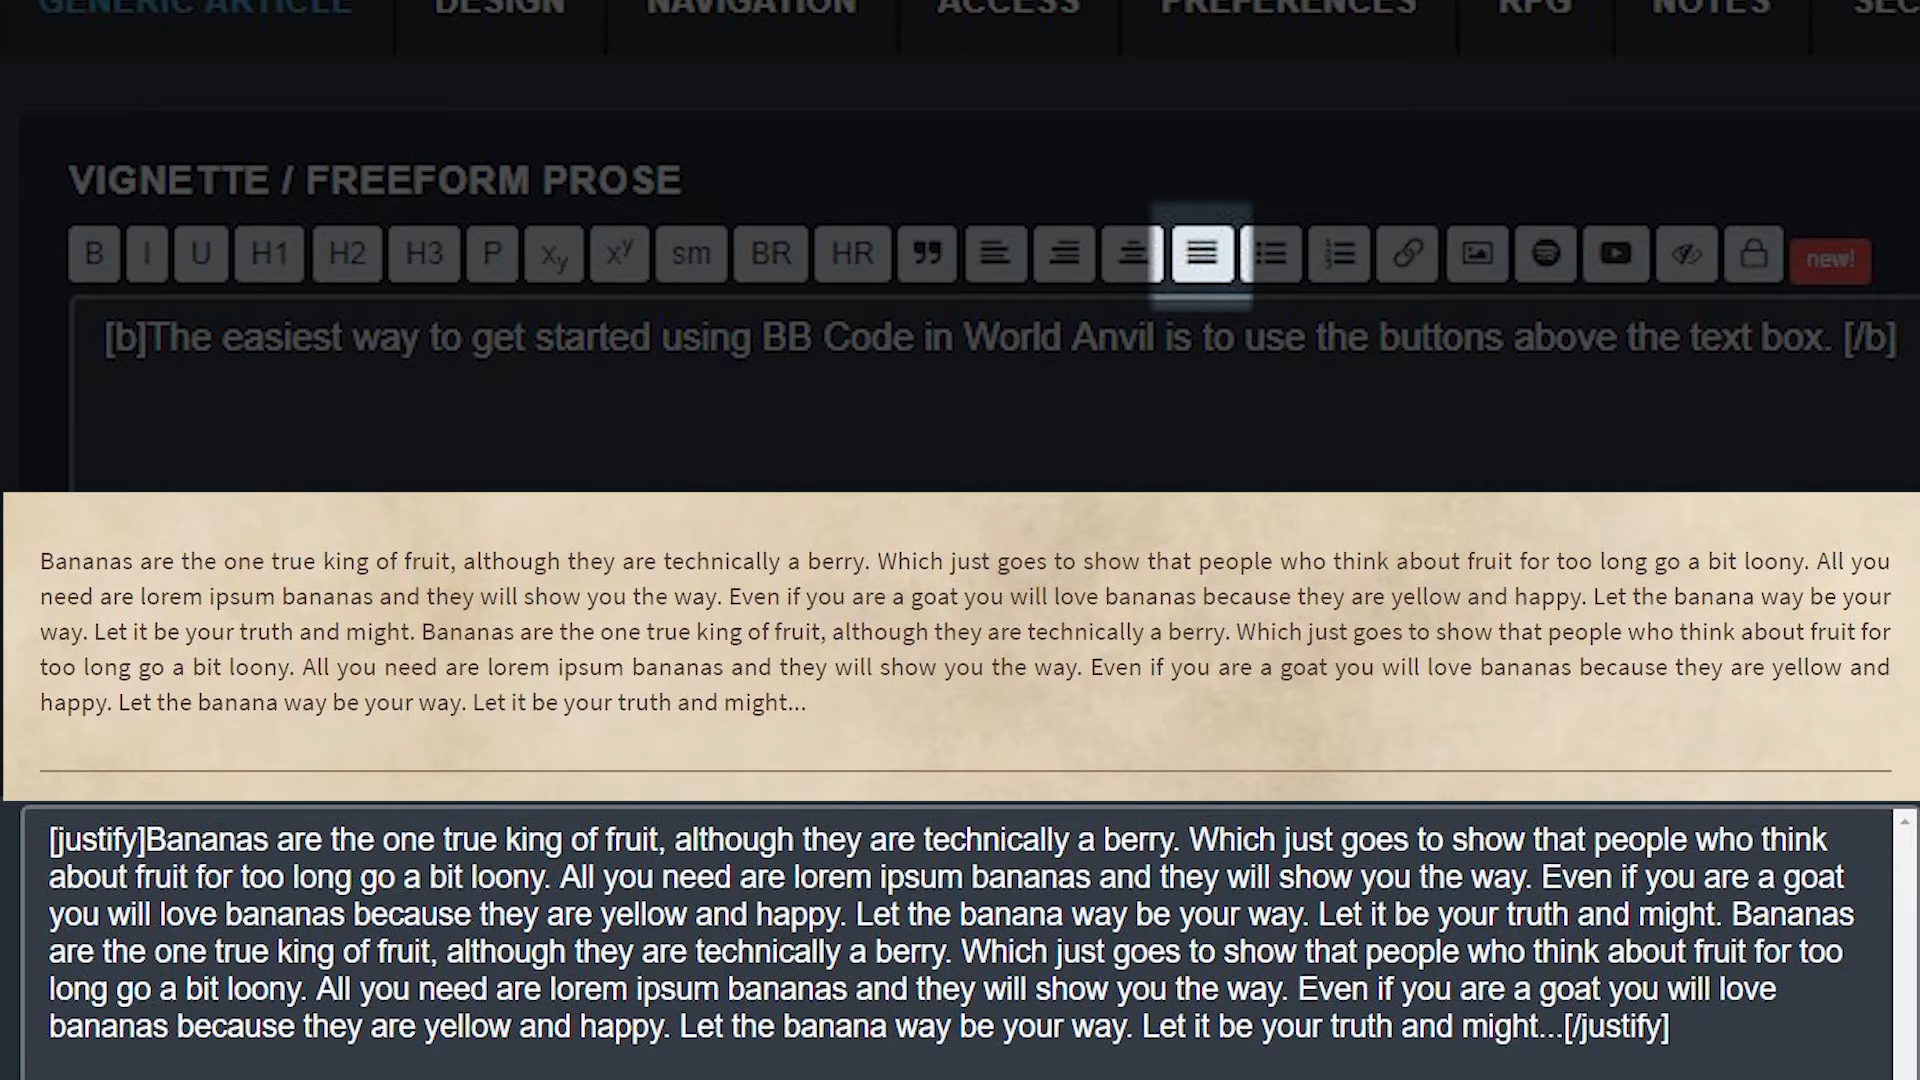 GENERIC ARTICLE DESIGN NAVIGATION ACCESS PREFERENCES RPG NOTES SEC
VIGNETTE / FREEFORM PROSE
B I U H1 H2 H3 P xy xy sm BR HR new!
[b]The easiest way to get started using BB Code in World Anvil is to use the buttons above the text box. [/b]
Bananas are the one true king of fruit, although they are technically a berry. Which just goes to show that people who think about fruit for too long go a bit loony. All you
need are lorem ipsum bananas and they will show you the way. Even if you are a goat you will love bananas because they are yellow and happy. Let the banana way be your
way. Let it be your truth and might. Bananas are the one true king of fruit, although they are technically a berry. Which just goes to show that people who think about fruit for
too long go a bit loony. All you need are lorem ipsum bananas and they will show you the way. Even if you are a goat you will love bananas because they are yellow and
happy. Let the banana way be your way. Let it be your truth and might...
[justify]Bananas are the one true king of fruit, although they are technically a berry. Which just goes to show that people who think
about fruit for too long go a bit loony. All you need are lorem ipsum bananas and they will show you the way. Even if you are a goat
you will love bananas because they are yellow and happy. Let the banana way be your way. Let it be your truth and might. Bananas
are the one true king of fruit, although they are technically a berry. Which just goes to show that people who think about fruit for too
long go a bit loony. All you need are lorem ipsum bananas and they will show you the way. Even if you are a goat you will love
bananas because they are yellow and happy. Let the banana way be your way. Let it be your truth and might...[/justify]